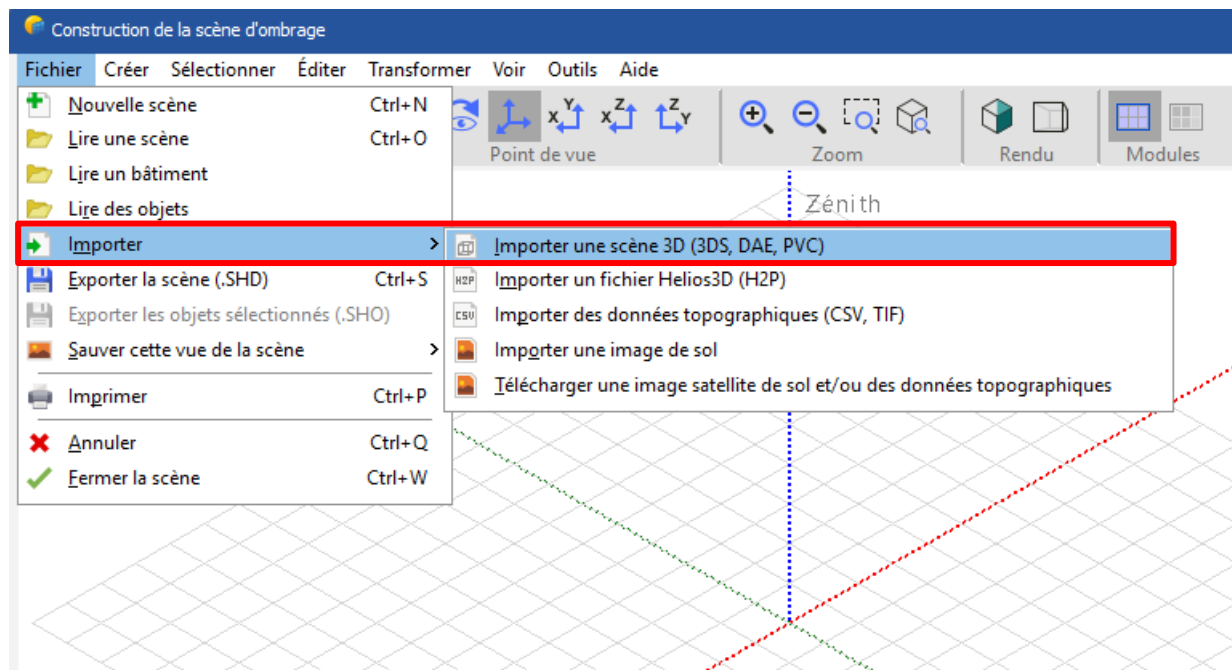 Construction de la scène d'ombrage
Fichier Créer Sélectionner Éditer Transformer Voir Outils Aide
Nouvelle scène Ctrl+N
Lire une scène Ctrl+O
Lire un bâtiment
Lire des objets
Importer >
Exporter la scène (.SHD) Ctrl+S
Exporter les objets sélectionnés (.SHO)
Sauver cette vue de la scène >
Imprimer Ctrl+P
Annuler Ctrl+Q
Fermer la scène Ctrl+W
Importer une scène 3D (3DS, DAE, PVC)
H2P Importer un fichier Helios3D (H2P)
CSV Importer des données topographiques (CSV, TIF)
Importer une image de sol
Télécharger une image satellite de sol et/ou des données topographiques
X Y X Z Z Y
Point de vue Zoom Rendu Modules
Zénith